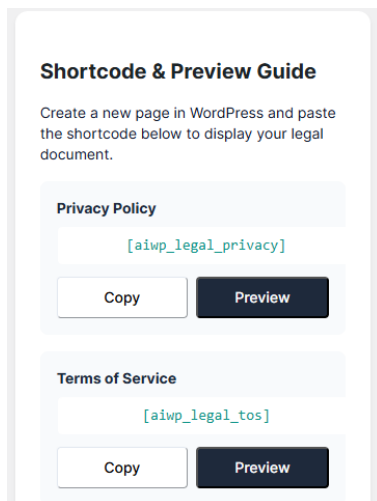 Shortcode & Preview Guide
Create a new page in WordPress and paste
the shortcode below to display your legal
document.
Privacy Policy
[aiwp_legal_privacy]
Copy Preview
Terms of Service
[aiwp_legal_tos]
Copy Preview